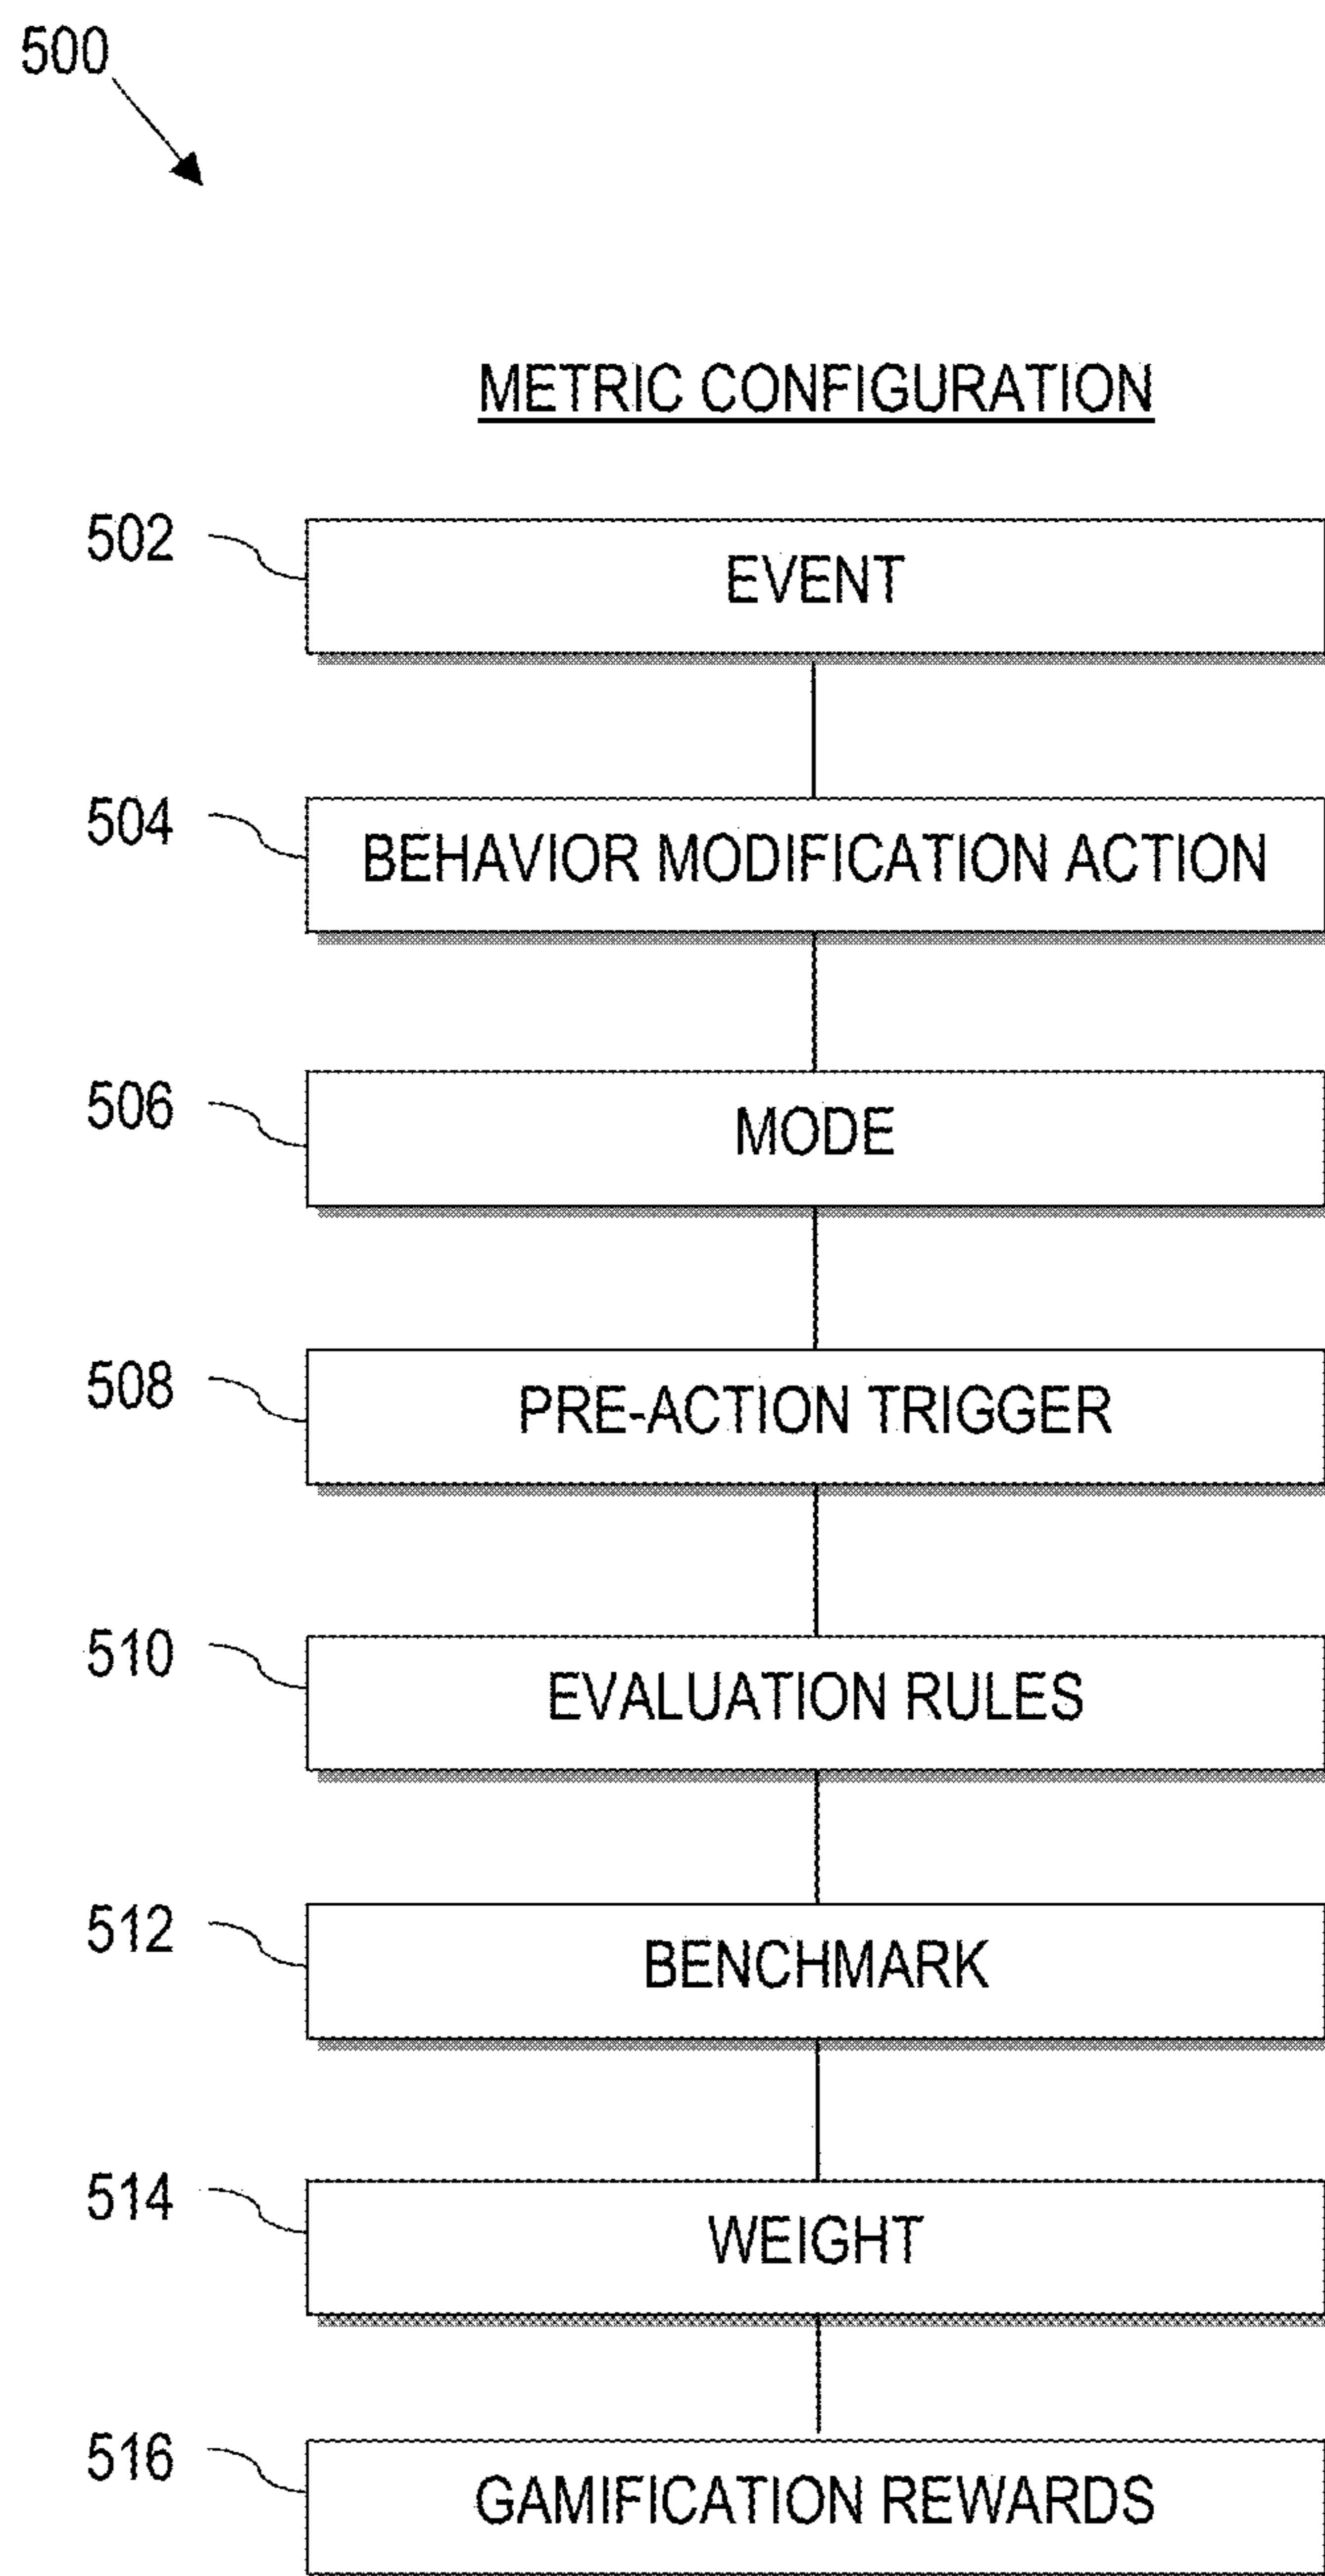 500
METRIC CONFIGURATION
502
EVENT
504
BEHAVIOR MODIFICATION ACTION
506
MODE
508
PRE-ACTION TRIGGER
510
EVALUATION RULES
512
BENCHMARK
514
WEIGHT
516
GAMIFICATION REWARDS